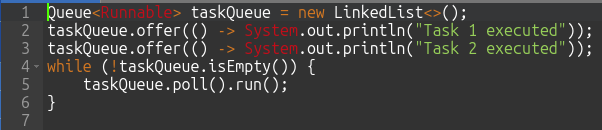 1 Queue<Runnable> taskQueue = new LinkedList<>();
2 taskQueue.offer(() -> System.out.println("Task 1 executed"));
3 taskQueue.offer(() -> System.out.println("Task 2 executed"));
4 while (!taskQueue.isEmpty()) {
5     taskQueue.poll().run();
6 }
7